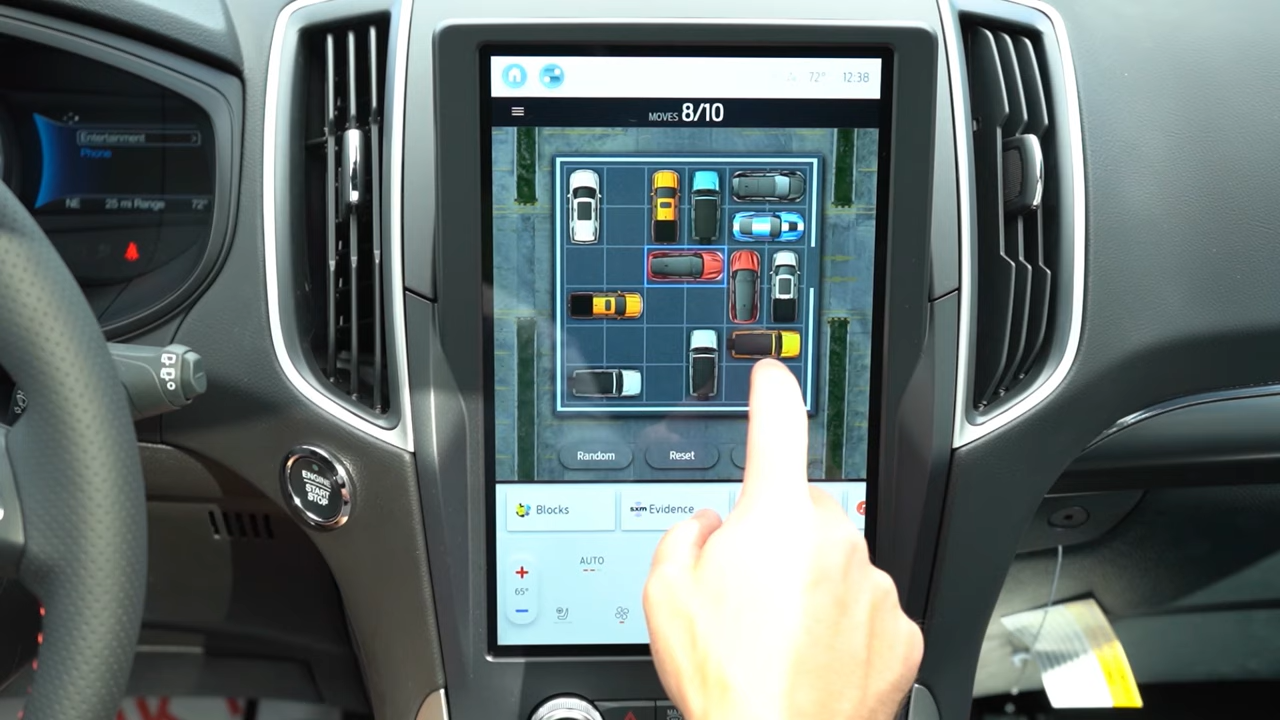 72° 12:38
MOVES 8/10
Entertainment >
Phone
NE 25 mi Range 72°
Random
Reset
ENGINE
START
STOP
Blocks
sxm Evidence
AUTO
65°